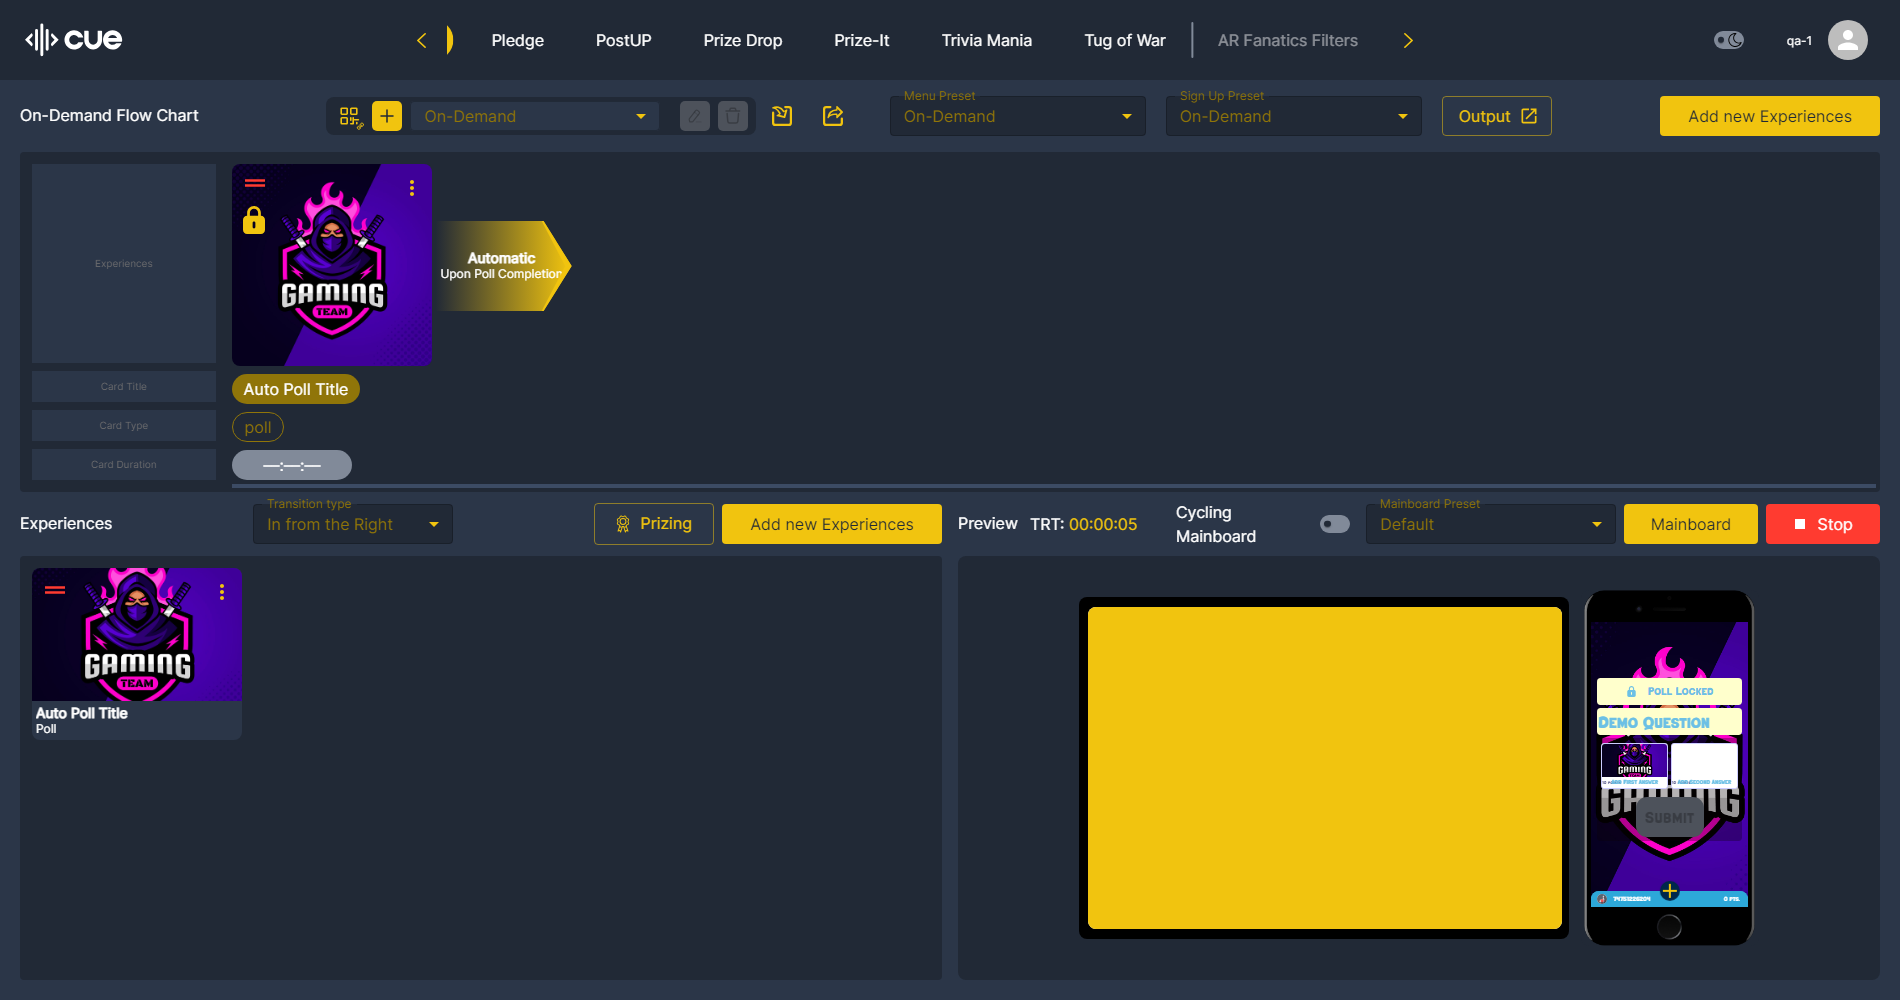 cue
Pledge
PostUP
Prize Drop
Prize-It
Trivia Mania
Tug of War
AR Fanatics Filters
qa-1
On-Demand Flow Chart
On-Demand
Menu Preset
On-Demand
Sign Up Preset
On-Demand
Output
Add new Experiences
Experiences
GAMING
TEAM
Automatic
Upon Poll Completion
Card Title
Auto Poll Title
Card Type
poll
Card Duration
—:—:—
Experiences
Transition type
In from the Right
Prizing
Add new Experiences
Preview
TRT: 00:00:05
Cycling
Mainboard
Mainboard Preset
Default
Mainboard
Stop
GAMING
TEAM
Auto Poll Title
Poll
Poll Locked
Demo Question
GAMING
GAMING
Submit
0 PTS.